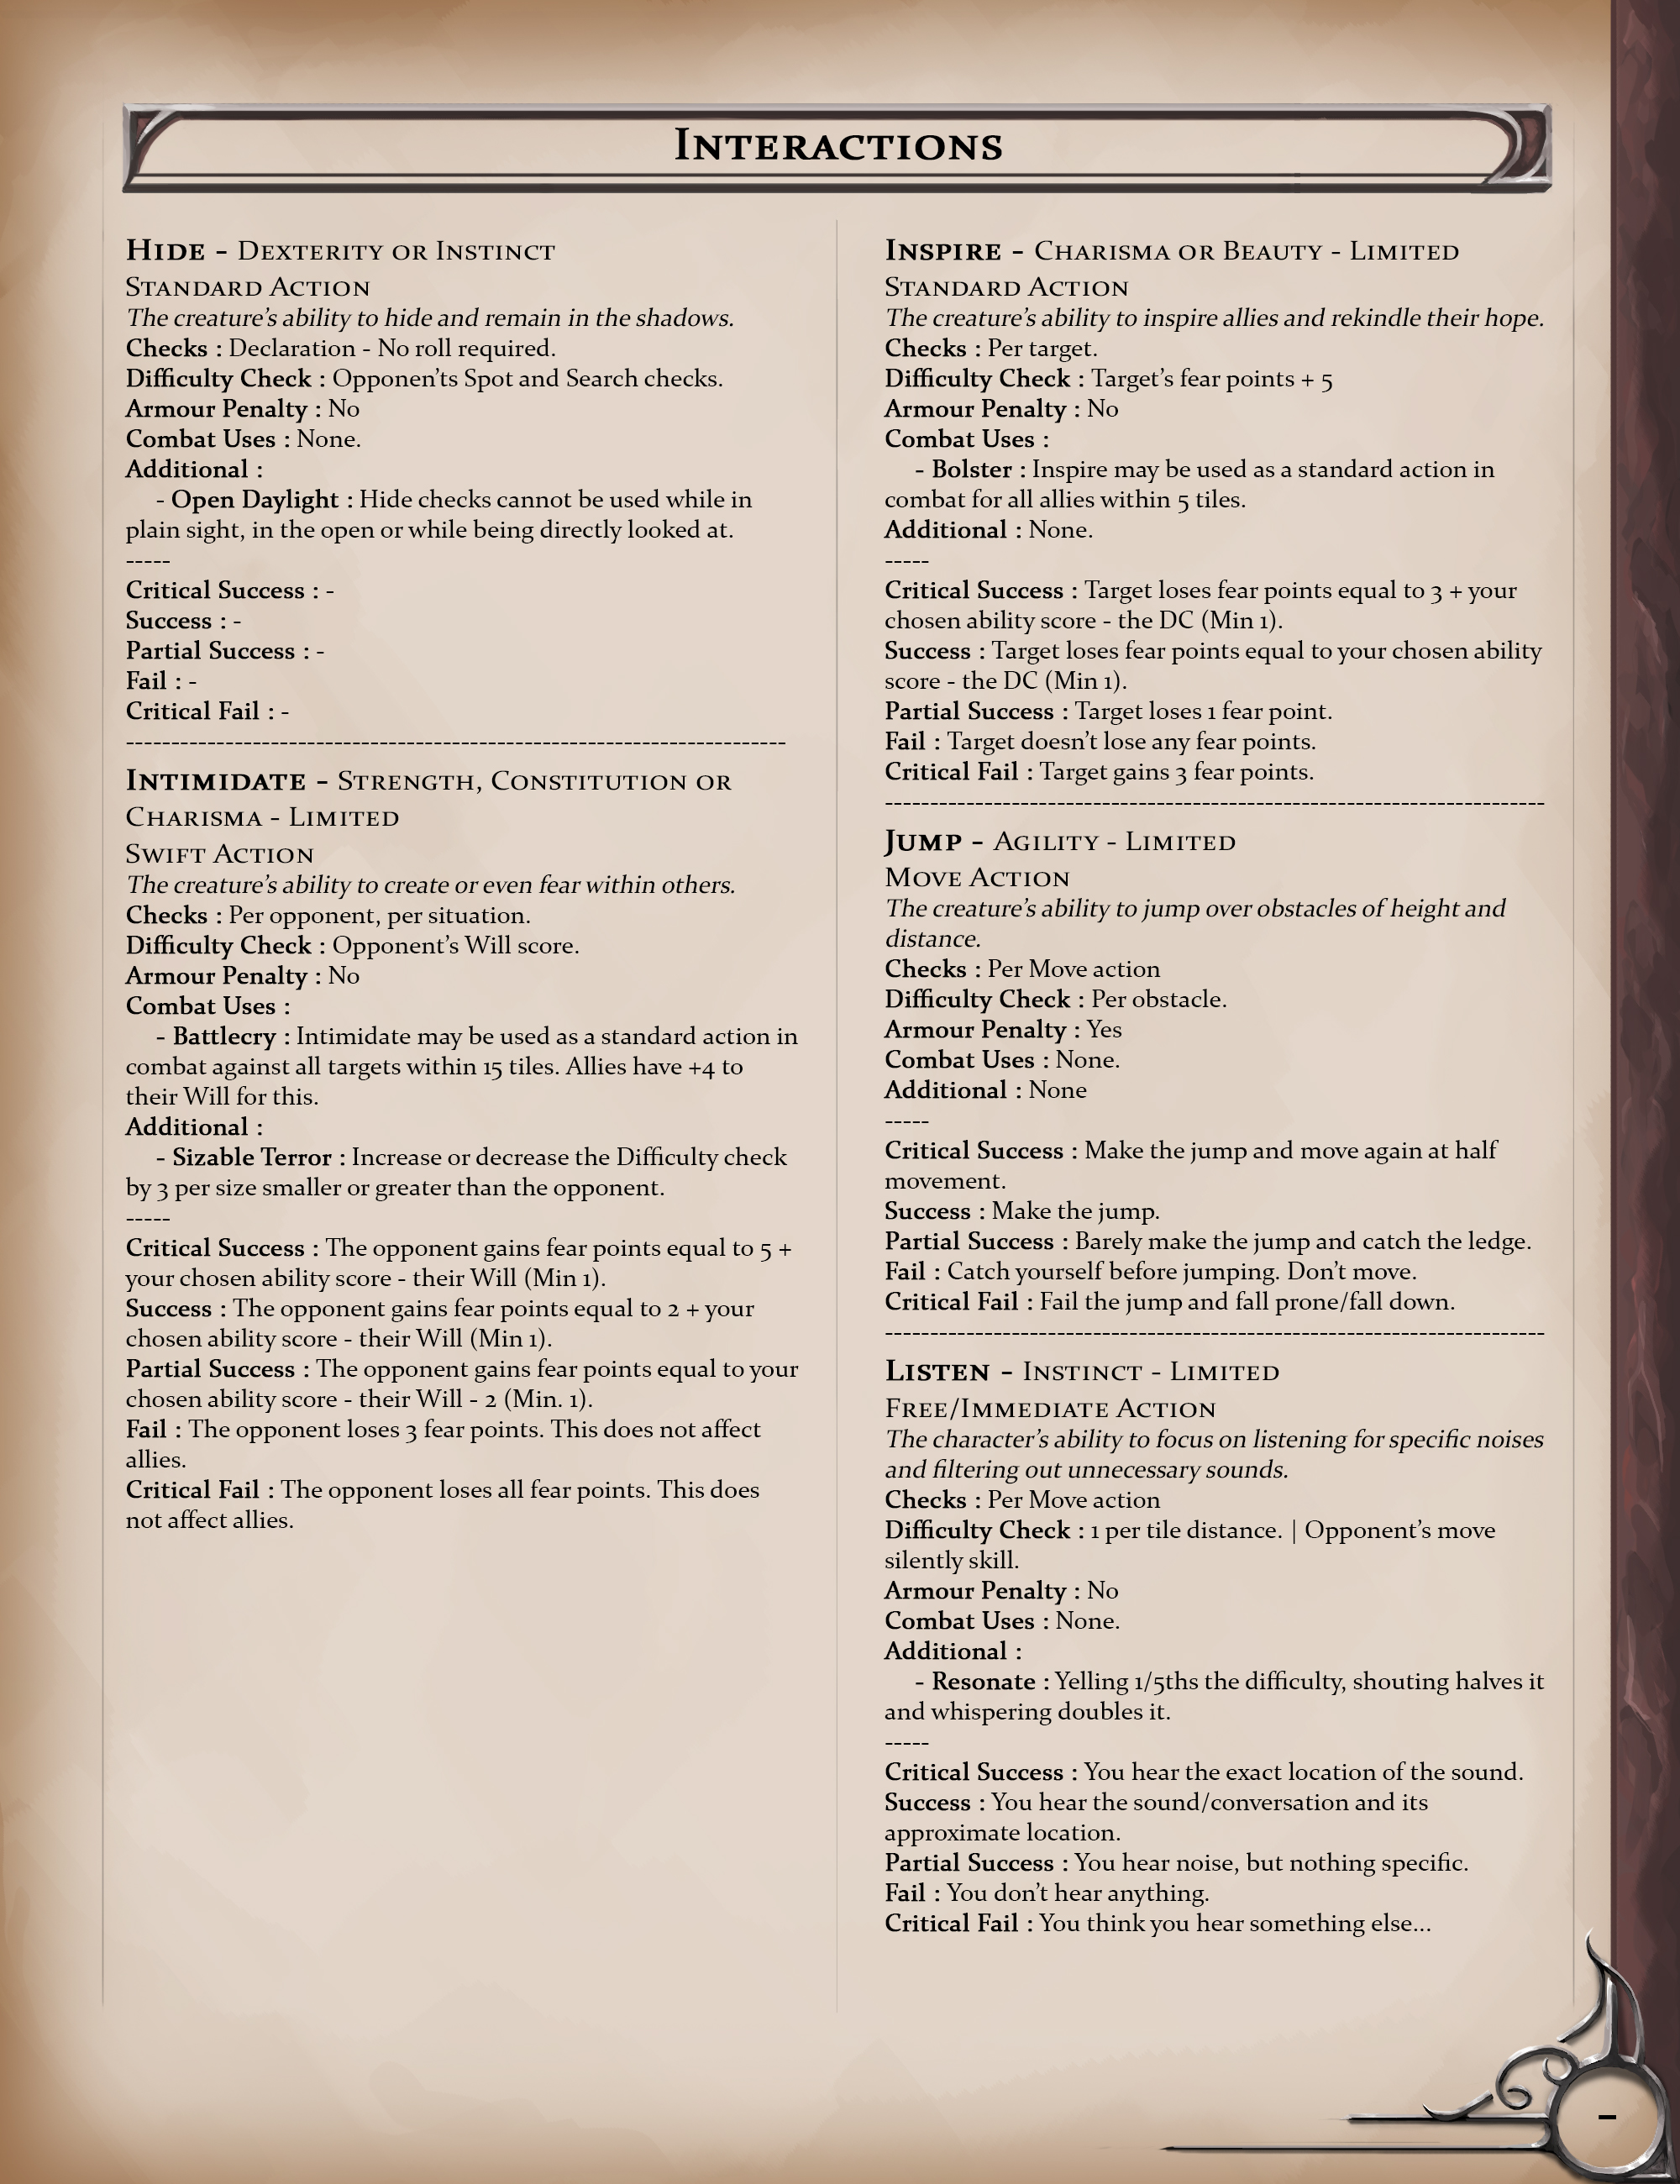 Interactions
Hide - Dexterity or Instinct
Standard Action
The creature's ability to hide and remain in the shadows.
Checks : Declaration - No roll required.
Difficulty Check : Opponen'ts Spot and Search checks.
Armour Penalty : No
Combat Uses : None.
Additional :
- Open Daylight : Hide checks cannot be used while in
plain sight, in the open or while being directly looked at.
-----
Critical Success : -
Success : -
Partial Success : -
Fail : -
Critical Fail : -
-------------------------------------------------------------------------
Intimidate - Strength, Constitution or
Charisma - Limited
Swift Action
The creature's ability to create or even fear within others.
Checks : Per opponent, per situation.
Difficulty Check : Opponent's Will score.
Armour Penalty : No
Combat Uses :
- Battlecry : Intimidate may be used as a standard action in
combat against all targets within 15 tiles. Allies have +4 to
their Will for this.
Additional :
- Sizable Terror : Increase or decrease the Difficulty check
by 3 per size smaller or greater than the opponent.
-----
Critical Success : The opponent gains fear points equal to 5 +
your chosen ability score - their Will (Min 1).
Success : The opponent gains fear points equal to 2 + your
chosen ability score - their Will (Min 1).
Partial Success : The opponent gains fear points equal to your
chosen ability score - their Will - 2 (Min. 1).
Fail : The opponent loses 3 fear points. This does not affect
allies.
Critical Fail : The opponent loses all fear points. This does
not affect allies.
Inspire - Charisma or Beauty - Limited
Standard Action
The creature's ability to inspire allies and rekindle their hope.
Checks : Per target.
Difficulty Check : Target's fear points + 5
Armour Penalty : No
Combat Uses :
- Bolster : Inspire may be used as a standard action in
combat for all allies within 5 tiles.
Additional : None.
-----
Critical Success : Target loses fear points equal to 3 + your
chosen ability score - the DC (Min 1).
Success : Target loses fear points equal to your chosen ability
score - the DC (Min 1).
Partial Success : Target loses 1 fear point.
Fail : Target doesn't lose any fear points.
Critical Fail : Target gains 3 fear points.
-------------------------------------------------------------------------
Jump - Agility - Limited
Move Action
The creature's ability to jump over obstacles of height and
distance.
Checks : Per Move action
Difficulty Check : Per obstacle.
Armour Penalty : Yes
Combat Uses : None.
Additional : None
-----
Critical Success : Make the jump and move again at half
movement.
Success : Make the jump.
Partial Success : Barely make the jump and catch the ledge.
Fail : Catch yourself before jumping. Don't move.
Critical Fail : Fail the jump and fall prone/fall down.
-------------------------------------------------------------------------
Listen - Instinct - Limited
Free/Immediate Action
The character's ability to focus on listening for specific noises
and filtering out unnecessary sounds.
Checks : Per Move action
Difficulty Check : 1 per tile distance. | Opponent's move
silently skill.
Armour Penalty : No
Combat Uses : None.
Additional :
- Resonate : Yelling 1/5ths the difficulty, shouting halves it
and whispering doubles it.
-----
Critical Success : You hear the exact location of the sound.
Success : You hear the sound/conversation and its
approximate location.
Partial Success : You hear noise, but nothing specific.
Fail : You don't hear anything.
Critical Fail : You think you hear something else...
-